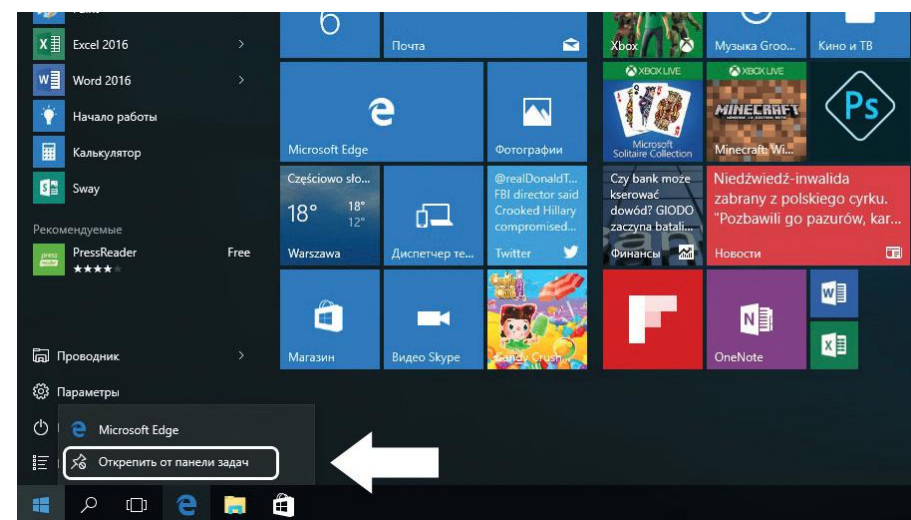 Excel 2016
Word 2016
Начало работы
Калькулятор
Sway
Рекомендуемые
PressReader
Free
Проводник
Параметры
Microsoft Edge
Открепить от панели задач
6
Почта
Microsoft Edge
Фотографии
Częściowo sło...
18°
18°
12°
Warszawa
Диспетчер те...
@realDonaldT...
FBI director said
Crooked Hillary
compromised...
Twitter
Магазин
Видео Skype
Candy Crush...
Xbox
Музыка Groo...
Кино и ТВ
XBOX LIVE
Microsoft
Solitaire Collection
XBOX LIVE
MINECRAFT
Minecraft: Wi...
Ps
Czy bank może
kserować
dowód? GIODO
zaczyna batali...
Финансы
Niedźwiedź-inwalida
zabrany z polskiego cyrku.
"Pozbawili go pazurów, kar...
Новости
OneNote